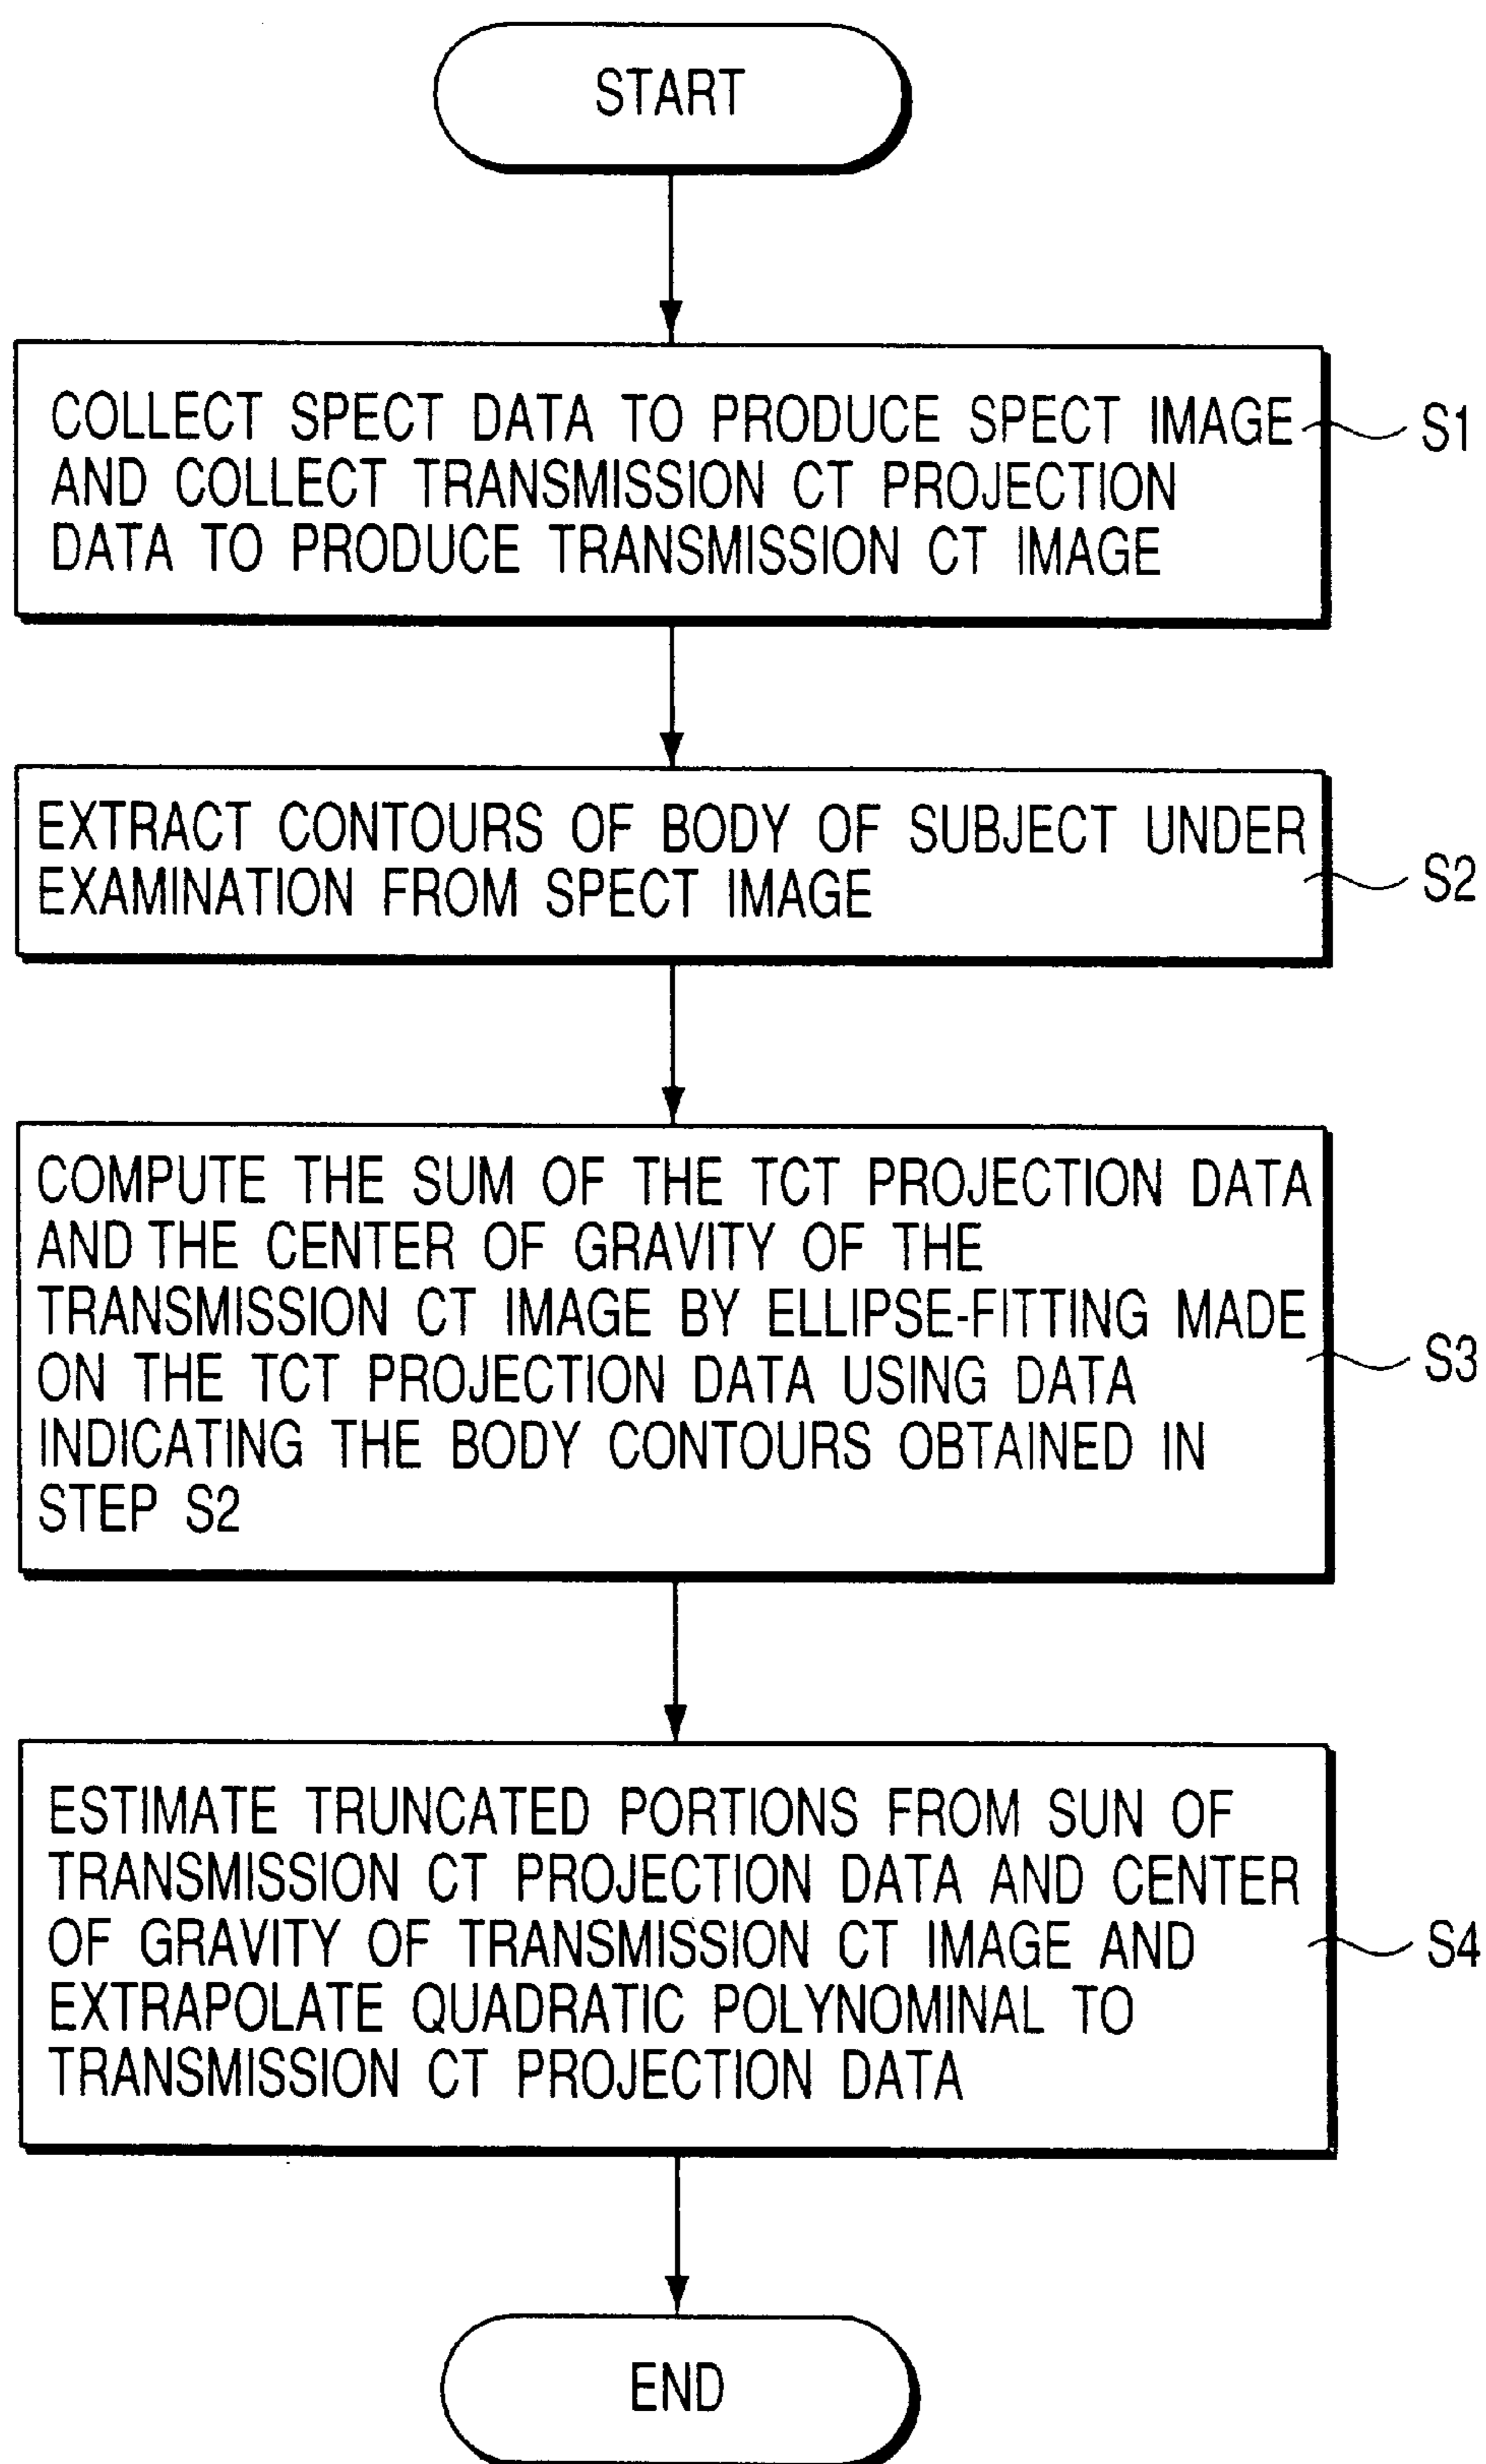 START
COLLECT SPECT DATA TO PRODUCE SPECT IMAGE
AND COLLECT TRANSMISSION CT PROJECTION
DATA TO PRODUCE TRANSMISSION CT IMAGE
S1
EXTRACT CONTOURS OF BODY OF SUBJECT UNDER
EXAMINATION FROM SPECT IMAGE
S2
COMPUTE THE SUM OF THE TCT PROJECTION DATA
AND THE CENTER OF GRAVITY OF THE
TRANSMISSION CT IMAGE BY ELLIPSE-FITTING MADE
ON THE TCT PROJECTION DATA USING DATA
INDICATING THE BODY CONTOURS OBTAINED IN
STEP S2
S3
ESTIMATE TRUNCATED PORTIONS FROM SUN OF
TRANSMISSION CT PROJECTION DATA AND CENTER
OF GRAVITY OF TRANSMISSION CT IMAGE AND
EXTRAPOLATE QUADRATIC POLYNOMINAL TO
TRANSMISSION CT PROJECTION DATA
S4
END